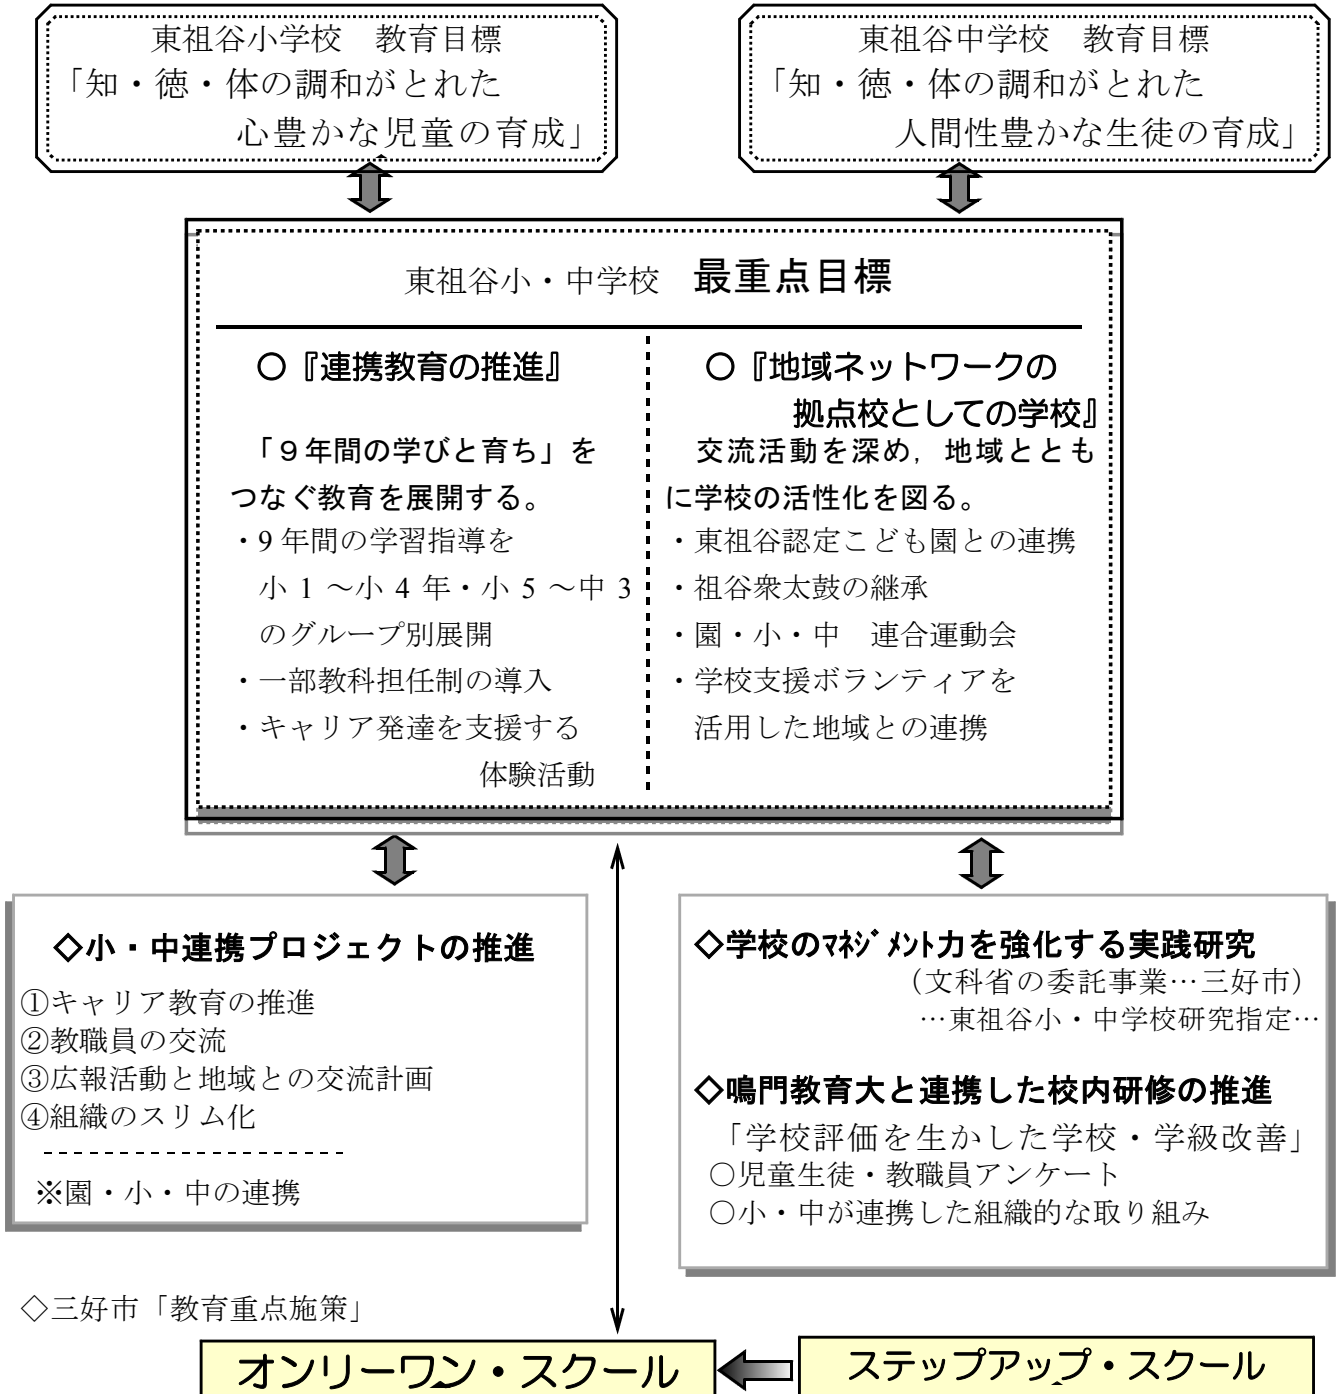 東祖谷小学校　教育目標
「知・徳・体の調和がとれた
心豊かな児童の育成」
東祖谷中学校　教育目標
「知・徳・体の調和がとれた
人間性豊かな生徒の育成」
東祖谷小・中学校　最重点目標
○『連携教育の推進』
「９年間の学びと育ち」を
つなぐ教育を展開する。
・9年間の学習指導を
小 1 ～小 4 年・小 5 ～中 3
のグループ別展開
・一部教科担任制の導入
・キャリア発達を支援する
体験活動
○『地域ネットワークの
拠点校としての学校』
交流活動を深め，地域ととも
に学校の活性化を図る。
・東祖谷認定こども園との連携
・祖谷衆太鼓の継承
・園・小・中　連合運動会
・学校支援ボランティアを
活用した地域との連携
◇小・中連携プロジェクトの推進
①キャリア教育の推進
②教職員の交流
③広報活動と地域との交流計画
④組織のスリム化
--------------------
※園・小・中の連携
◇学校のﾏﾈｼﾞﾒﾝﾄ力を強化する実践研究
（文科省の委託事業…三好市）
…東祖谷小・中学校研究指定…
◇鳴門教育大と連携した校内研修の推進
「学校評価を生かした学校・学級改善」
○児童生徒・教職員アンケート
○小・中が連携した組織的な取り組み
◇三好市「教育重点施策」
オンリーワン・スクール
ステップアップ・スクール